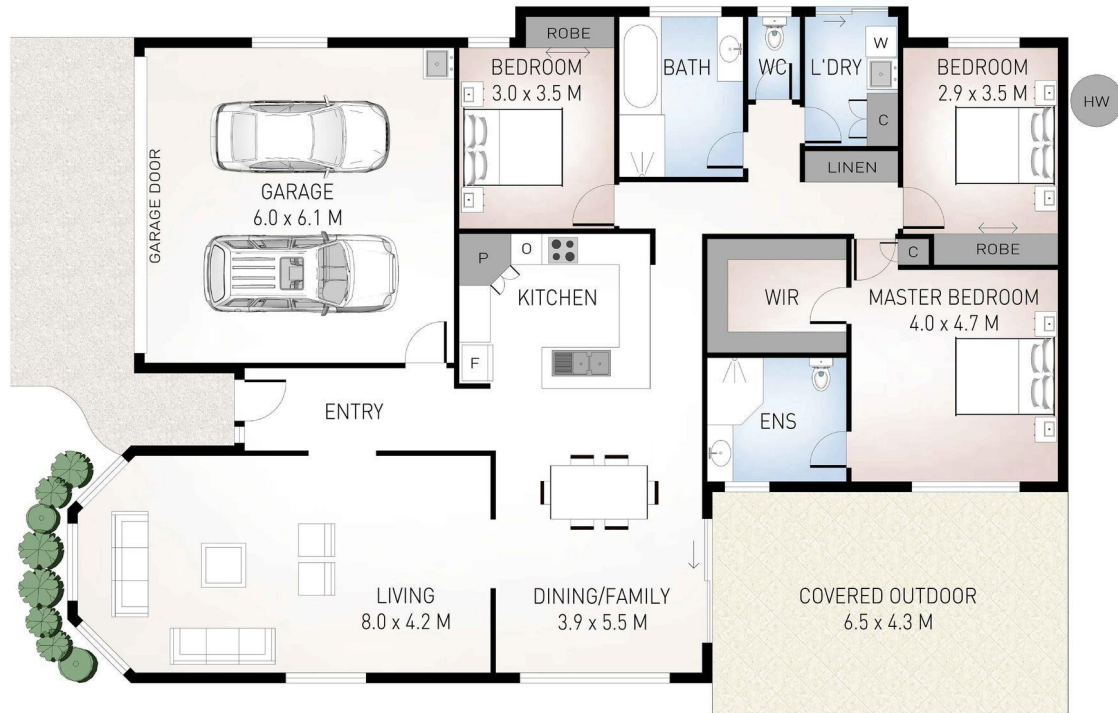 ROBE
BEDROOM
3.0 x 3.5 M
BATH
WC
L'DRY
W
C
BEDROOM
2.9 x 3.5 M
HW
GARAGE DOOR
GARAGE
6.0 x 6.1 M
LINEN
P
O
KITCHEN
F
C
ROBE
WIR
MASTER BEDROOM
4.0 x 4.7 M
ENTRY
ENS
LIVING
8.0 x 4.2 M
DINING/FAMILY
3.9 x 5.5 M
COVERED OUTDOOR
6.5 x 4.3 M